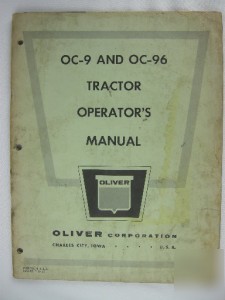 OC-9 AND OC-96
TRACTOR
OPERATOR'S
MANUAL
OLIVER
OLIVER CORPORATION
CHARLES CITY, IOWA . . . . U.S.A.